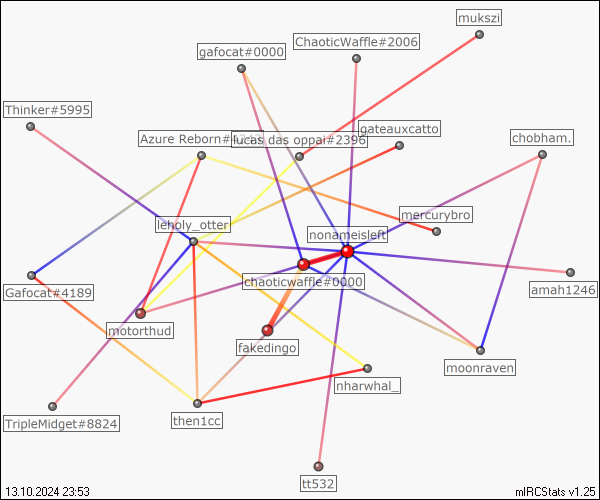 mukszi
ChaoticWaffle#2006
gafocat#0000
Thinker#5995
gateauxcatto
Azure Reborn#
lucas das oppai#2396
chobham.
mercurybro
leholy_otter
nonameisleft
chaoticwaffle#0000
Gafocat#4189
amah1246
motorthud
fakedingo
moonraven
nharwhal_
TripleMidget#8824
then1cc
tt532
13.10.2024 23:53
mIRCStats v1.25